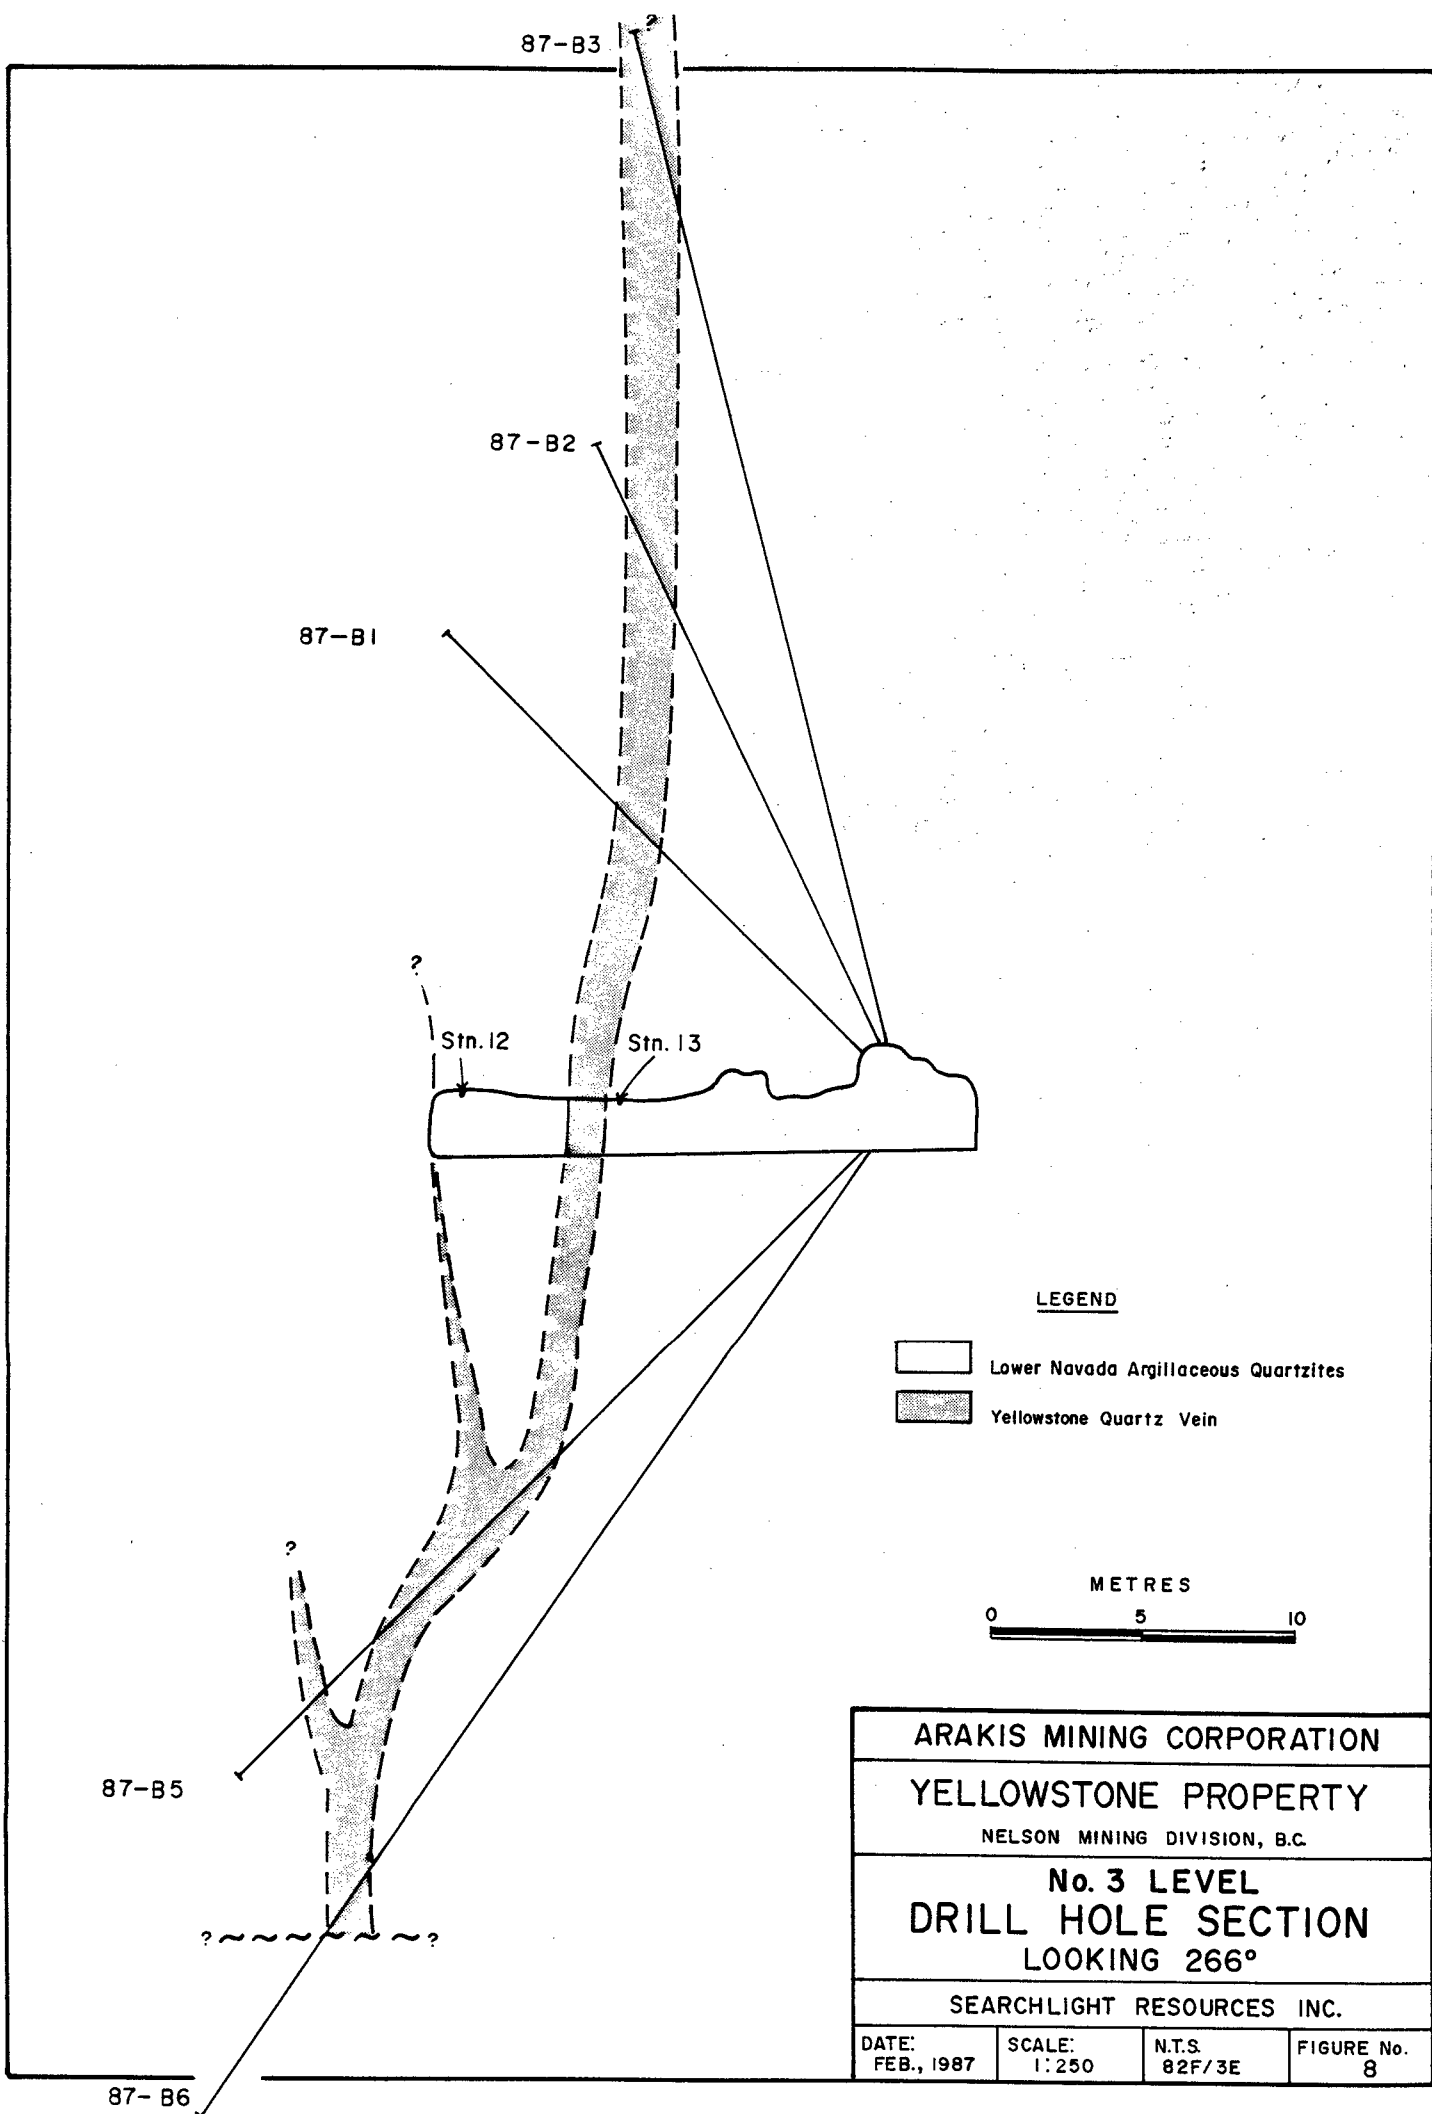 87-B3
?
87-B2
87-B1
?
Stn.12
Stn.13
LEGEND
Lower Navada Argillaceous Quartzites
Yellowstone Quartz Vein
?
METRES
0 5 10
87-B5
? ?
87-B6
ARAKIS MINING CORPORATION
YELLOWSTONE PROPERTY
NELSON MINING DIVISION, B.C.
No. 3 LEVEL
DRILL HOLE SECTION
LOOKING 266°
SEARCHLIGHT RESOURCES INC.
DATE: FEB., 1987
SCALE: 1:250
N.T.S. 82F/3E
FIGURE No. 8